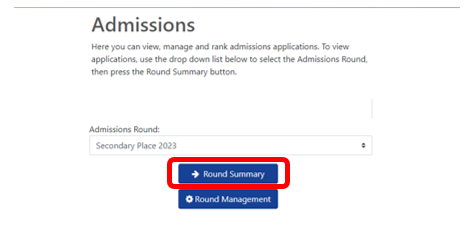 Admissions
Here you can view, manage and rank admissions applications. To view
applications, use the drop down list below to select the Admissions Round,
then press the Round Summary button.
Admissions Round:
Secondary Place 2023
Round Summary
Round Management